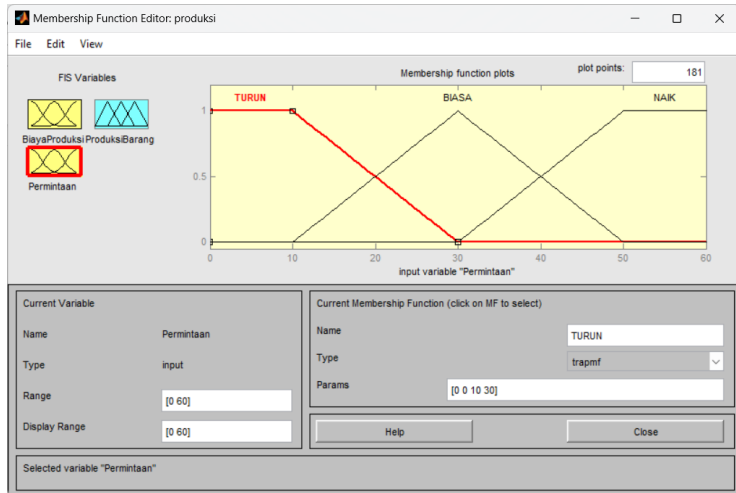 Membership Function Editor: produksi
File Edit View
FIS Variables
BiayaProduksi ProduksiBarang
Permintaan
Membership function plots
plot points: 181
TURUN BIASA NAIK
1
0.5
0
0 10 20 30 40 50 60
input variable "Permintaan"
Current Variable
Name Permintaan
Type input
Range [0 60]
Display Range [0 60]
Current Membership Function (click on MF to select)
Name TURUN
Type trapmf
Params [0 0 10 30]
Help Close
Selected variable "Permintaan"